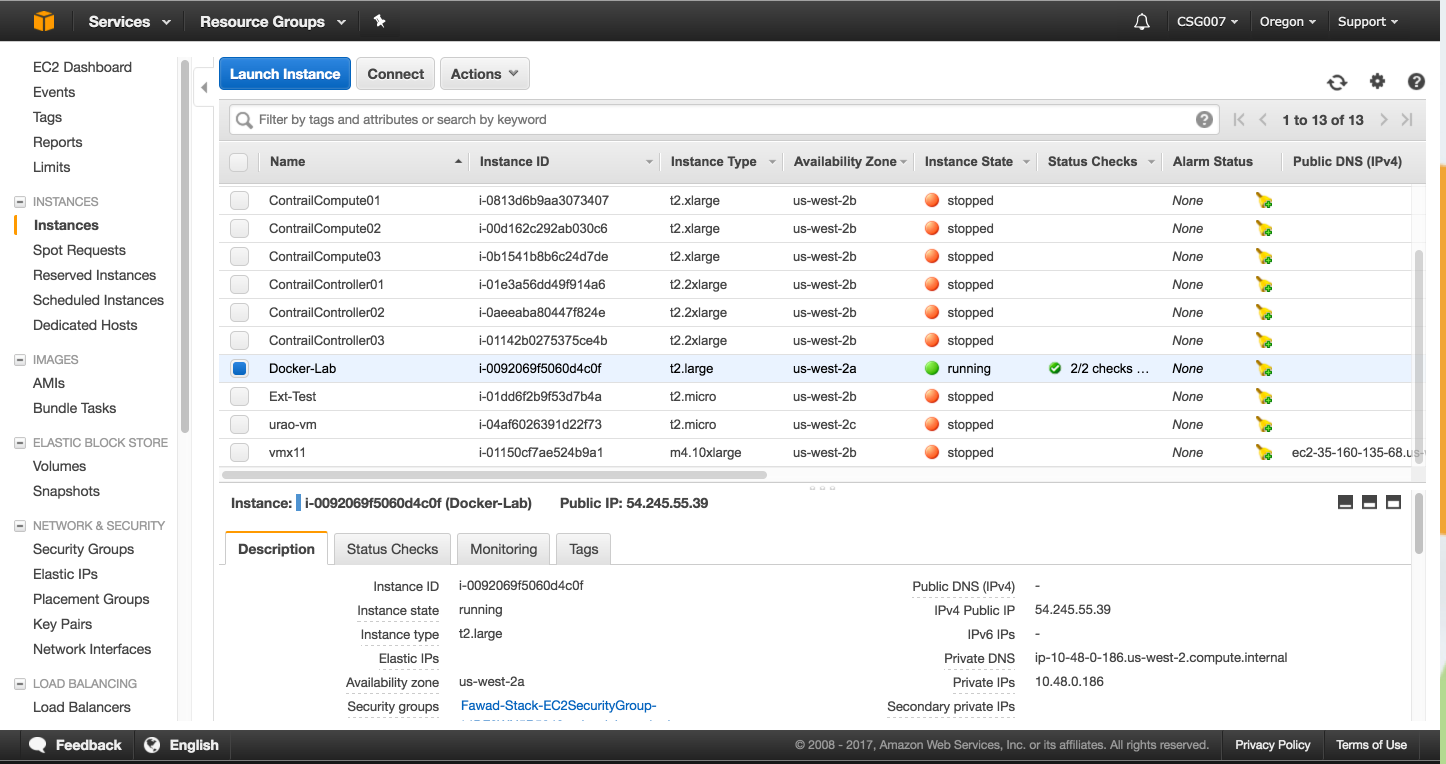 Services Resource Groups CSG007 Oregon Support
EC2 Dashboard
Events
Tags
Reports
Limits
INSTANCES
Instances
Spot Requests
Reserved Instances
Scheduled Instances
Dedicated Hosts
IMAGES
AMIs
Bundle Tasks
ELASTIC BLOCK STORE
Volumes
Snapshots
NETWORK & SECURITY
Security Groups
Elastic IPs
Placement Groups
Key Pairs
Network Interfaces
LOAD BALANCING
Load Balancers
Launch Instance Connect Actions
Filter by tags and attributes or search by keyword 1 to 13 of 13
Name Instance ID Instance Type Availability Zone Instance State Status Checks Alarm Status Public DNS (IPv4)
ContrailCompute01 i-0813d6b9aa3073407 t2.xlarge us-west-2b stopped None
ContrailCompute02 i-00d162c292ab030c6 t2.xlarge us-west-2b stopped None
ContrailCompute03 i-0b1541b8b6c24d7de t2.xlarge us-west-2b stopped None
ContrailController01 i-01e3a56dd49f914a6 t2.2xlarge us-west-2b stopped None
ContrailController02 i-0aeeaba80447f824e t2.2xlarge us-west-2b stopped None
ContrailController03 i-01142b0275375ce4b t2.2xlarge us-west-2b stopped None
Docker-Lab i-0092069f5060d4c0f t2.large us-west-2a running 2/2 checks ... None
Ext-Test i-01dd6f2b9f53d7b4a t2.micro us-west-2b stopped None
urao-vm i-04af6026391d22f73 t2.micro us-west-2c stopped None
vmx11 i-01150cf7ae524b9a1 m4.10xlarge us-west-2b stopped None ec2-35-160-135-68.us-
Instance: i-0092069f5060d4c0f (Docker-Lab) Public IP: 54.245.55.39
Description Status Checks Monitoring Tags
Instance ID i-0092069f5060d4c0f Public DNS (IPv4) -
Instance state running IPv4 Public IP 54.245.55.39
Instance type t2.large IPv6 IPs -
Elastic IPs Private DNS ip-10-48-0-186.us-west-2.compute.internal
Availability zone us-west-2a Private IPs 10.48.0.186
Security groups Fawad-Stack-EC2SecurityGroup- Secondary private IPs
Feedback English © 2008 - 2017, Amazon Web Services, Inc. or its affiliates. All rights reserved. Privacy Policy Terms of Use